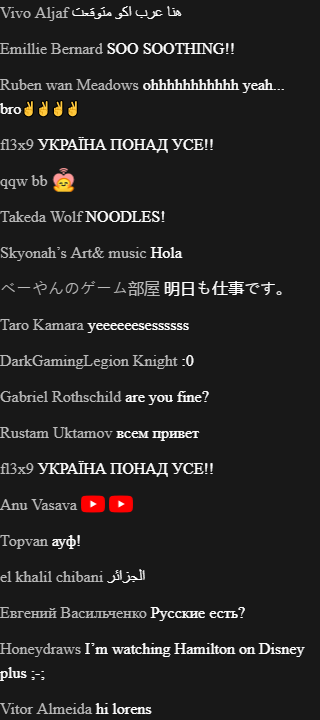 Vivo Aljaf هنا عرب اكو متوقعت
Emillie Bernard SOO SOOTHING!!
Ruben wan Meadows ohhhhhhhhhhh yeah...
bro✌✌✌✌
fl3x9 УКРАЇНА ПОНАД УСЕ!!
qqw bb
Takeda Wolf NOODLES!
Skyonah’s Art& music Hola
べーやんのゲーム部屋 明日も仕事です。
Taro Kamara yeeeeeesessssss
DarkGamingLegion Knight :0
Gabriel Rothschild are you fine?
Rustam Uktamov всем привет
fl3x9 УКРАЇНА ПОНАД УСЕ!!
Anu Vasava
Topvan ауф!
el khalil chibani الجزائر
Евгений Васильченко Русские есть?
Honeydraws I’m watching Hamilton on Disney
plus ;-;
Vitor Almeida hi lorens